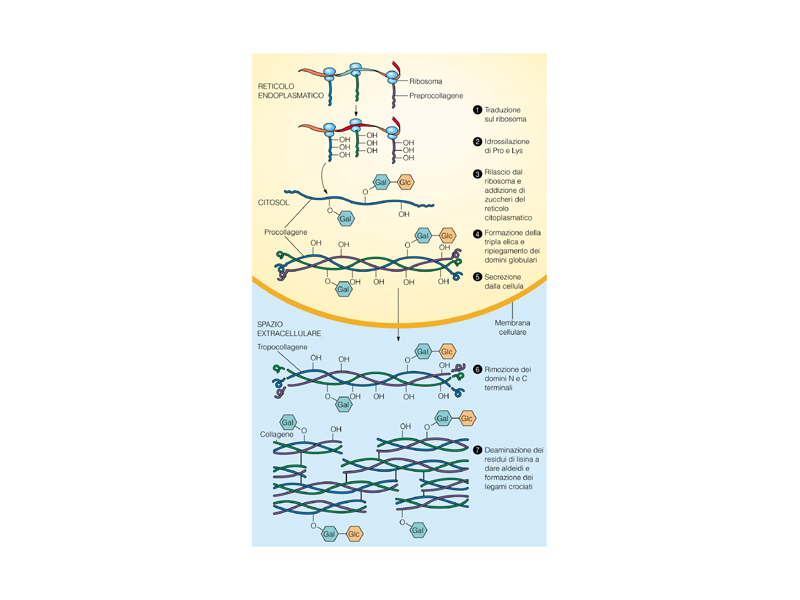 RETICOLO
ENDOPLASMATICO
Ribosoma
Preprocollagene
1 Traduzione
sul ribosoma
OH OH OH
OH OH OH
OH OH OH
2 Idrossilazione
di Pro e Lys
3 Rilascio dal
ribosoma e
addizione di
zuccheri del
reticolo
citoplasmatico
Gal Glc
O
CITOSOL
O
OH
Gal
Procollagene
4 Formazione della
tripla elica e
ripiegamento dei
domini globulari
Gal Glc
OH OH O OH
O OH OH OH OH
Gal
5 Secrezione
dalla cellula
Membrana
cellulare
SPAZIO
EXTRACELLULARE
Tropocollagene
Gal Glc
OH OH O OH
6 Rimozione dei
domini N e C
terminali
O OH OH OH OH
Gal
Gal
O OH
OH O
Gal Glc
Collagene
7 Deaminazione dei
residui di lisina a
dare aldeidi e
formazione dei
legami crociati
O O
Gal Glc
Gal